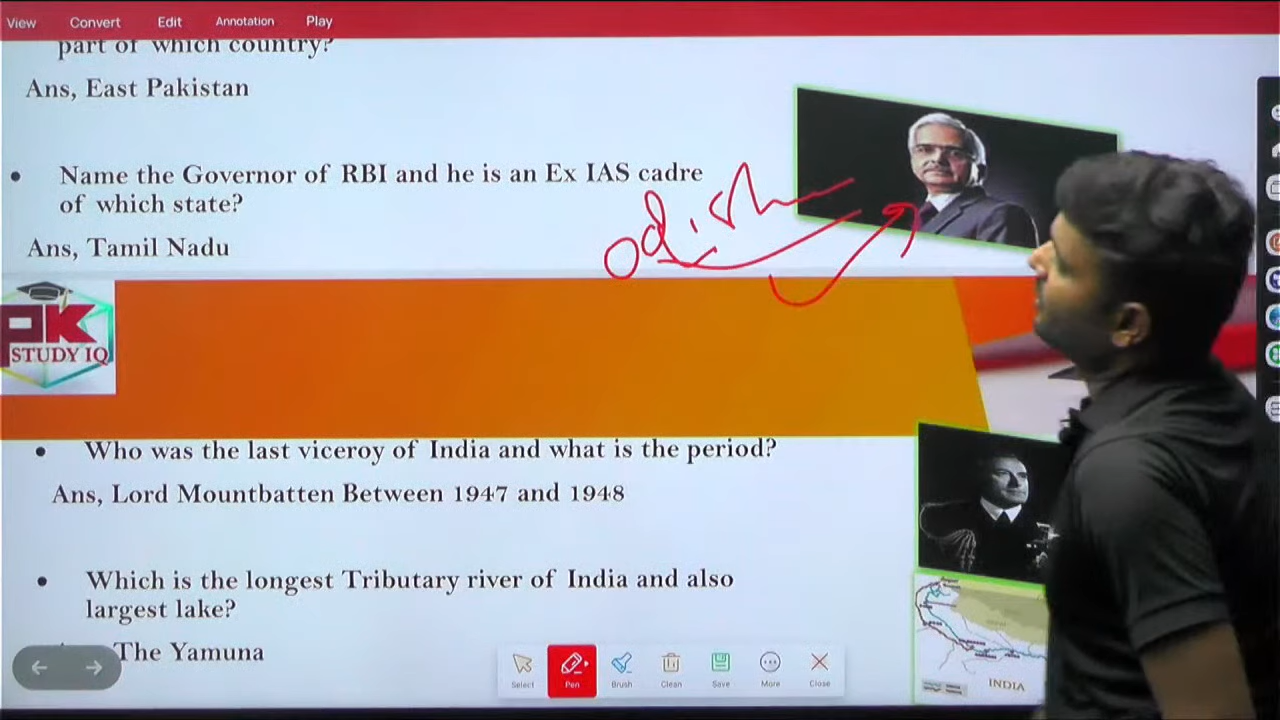 View Convert Edit Annotation Play
part of which country?
Ans, East Pakistan
• Name the Governor of RBI and he is an Ex IAS cadre
of which state?
Ans, Tamil Nadu
Odisha
PK
STUDY IQ
• Who was the last viceroy of India and what is the period?
Ans, Lord Mountbatten Between 1947 and 1948
• Which is the longest Tributary river of India and also
largest lake?
The Yamuna
Select Pen Brush Clean Save More Close
INDIA